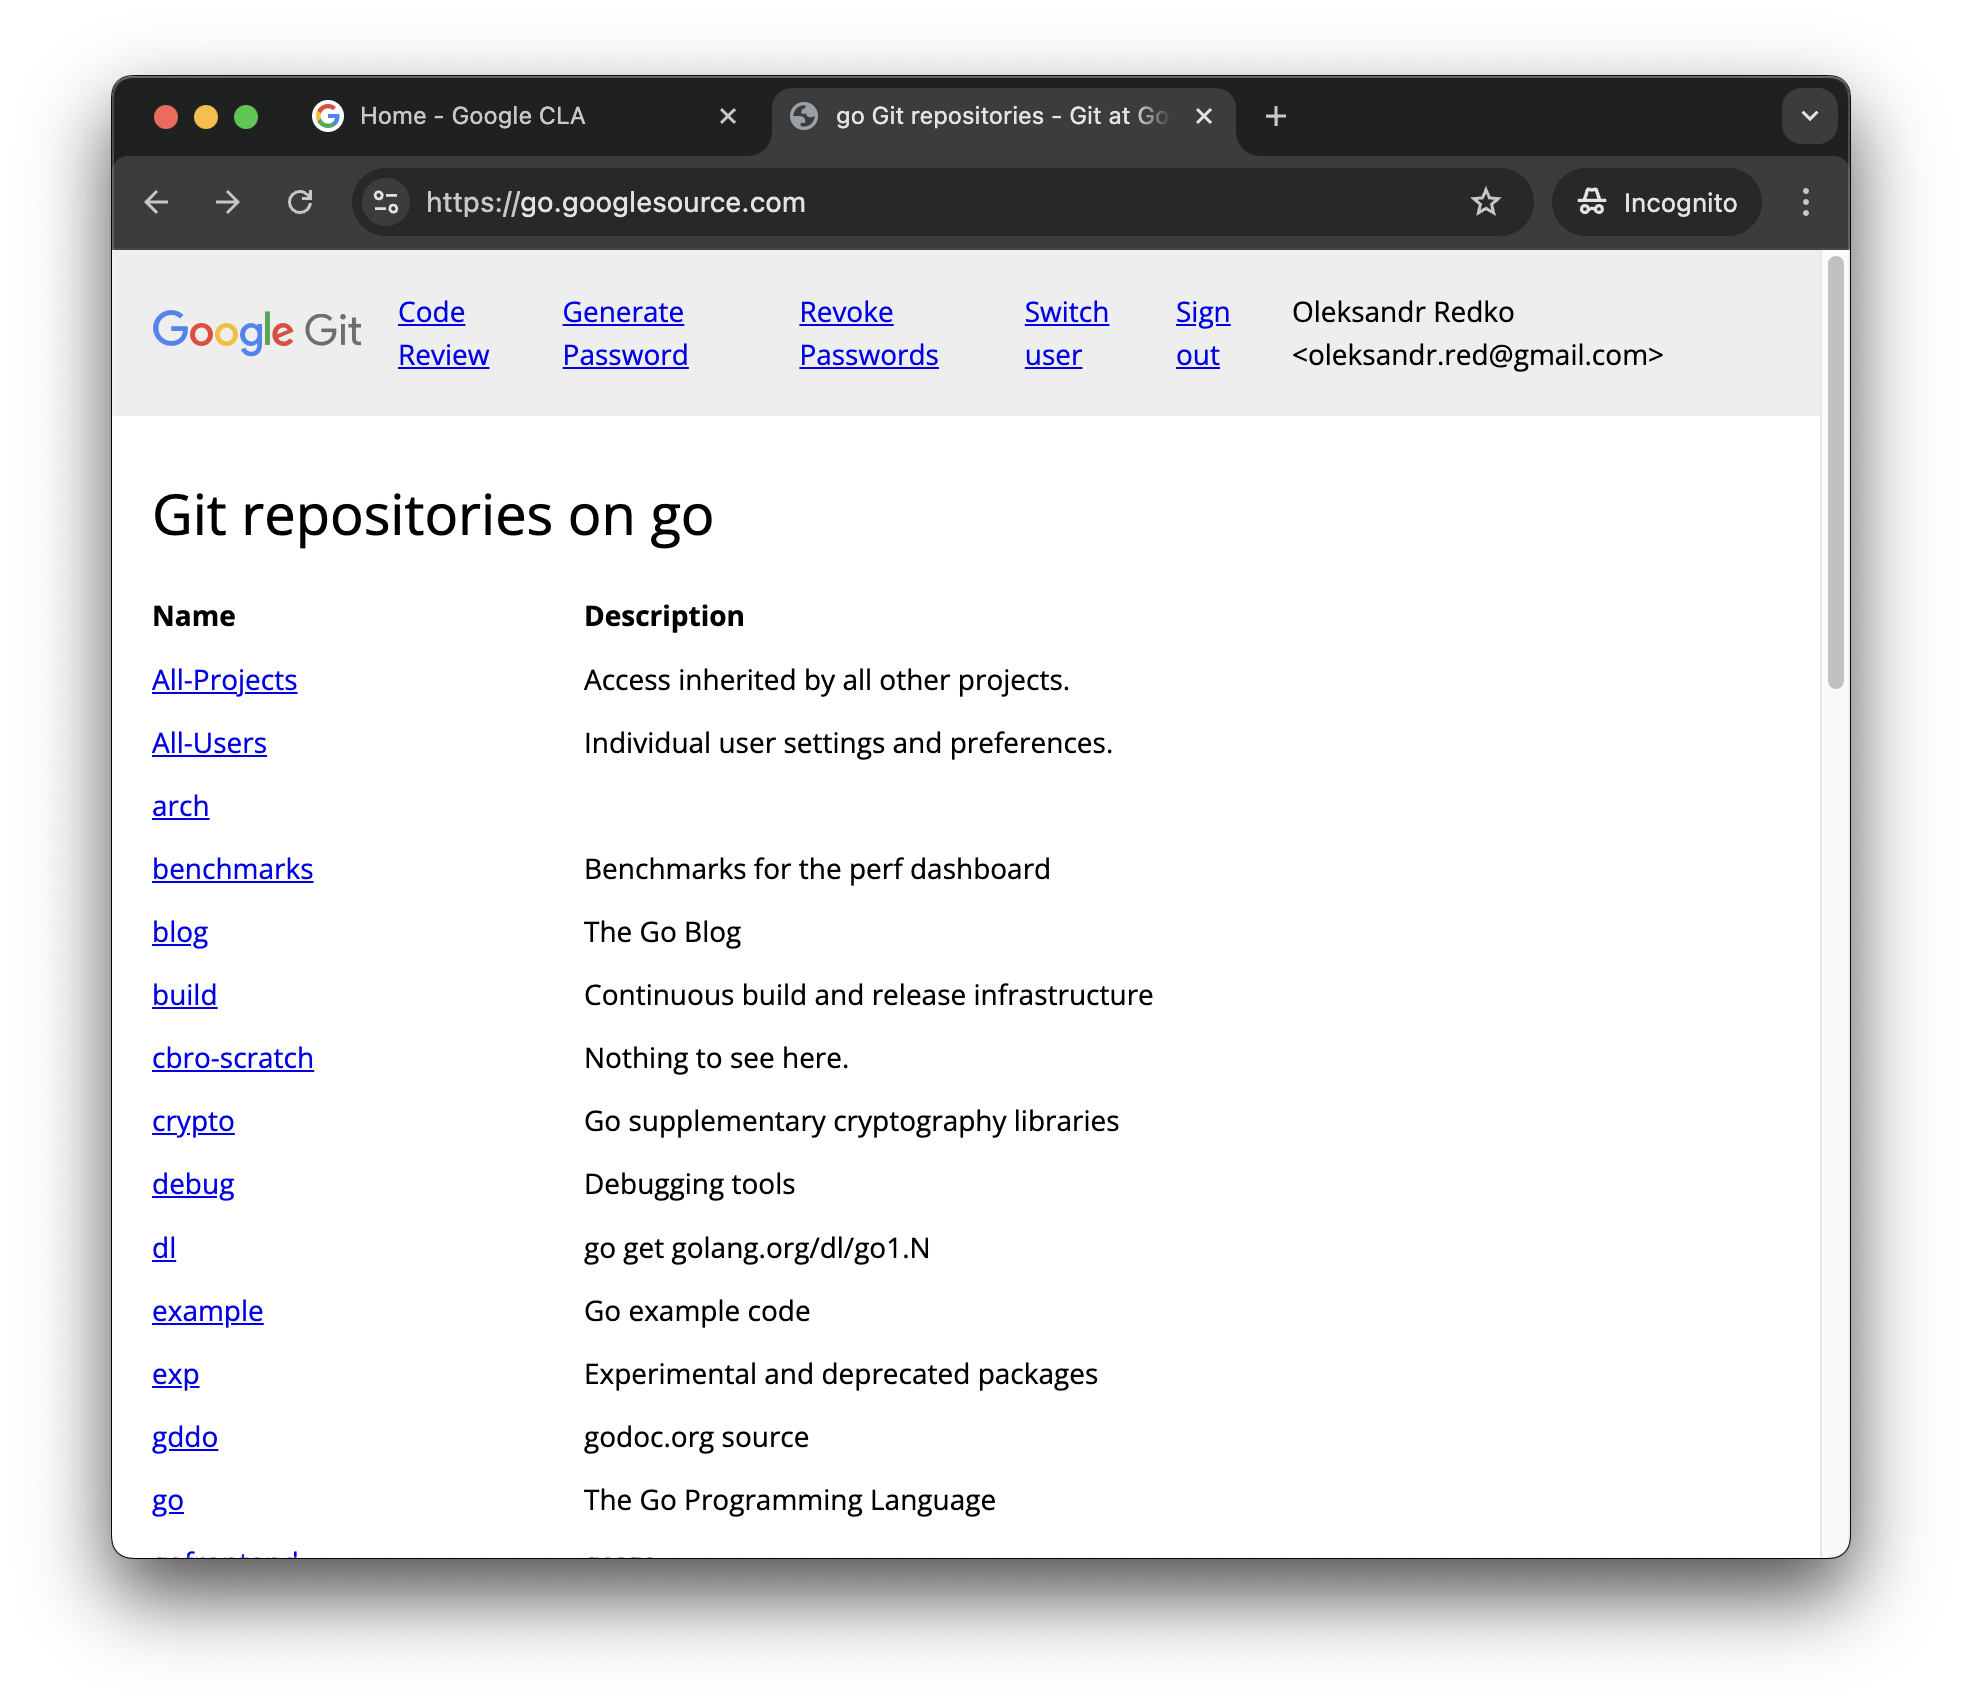 Home - Google CLA
go Git repositories - Git at Go
https://go.googlesource.com
Incognito
Google Git
Code Review
Generate Password
Revoke Passwords
Switch user
Sign out
Oleksandr Redko
<oleksandr.red@gmail.com>
Git repositories on go
Name Description
All-Projects Access inherited by all other projects.
All-Users Individual user settings and preferences.
arch
benchmarks Benchmarks for the perf dashboard
blog The Go Blog
build Continuous build and release infrastructure
cbro-scratch Nothing to see here.
crypto Go supplementary cryptography libraries
debug Debugging tools
dl go get golang.org/dl/go1.N
example Go example code
exp Experimental and deprecated packages
gddo godoc.org source
go The Go Programming Language